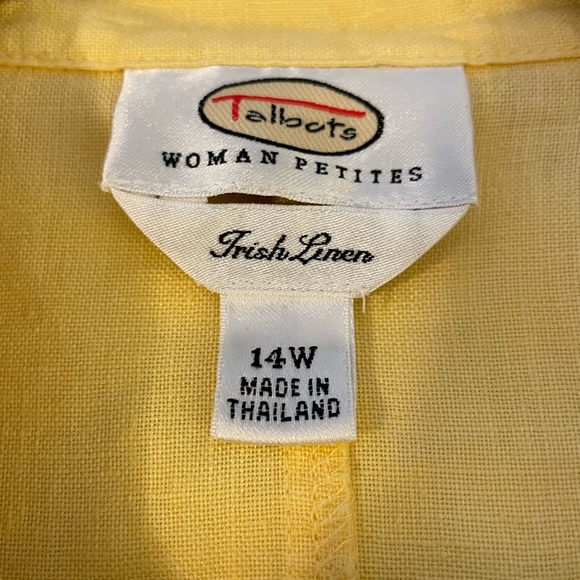 Talbots
WOMAN PETITES
Irish Linen
14W
MADE IN
THAILAND